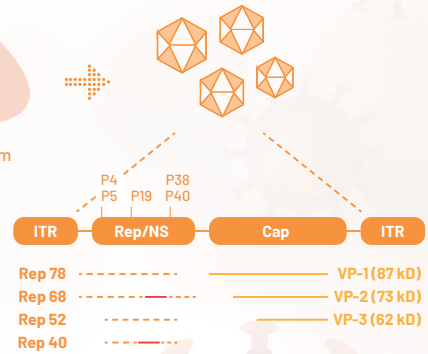 m
P4 P38
P5 P19 P40
ITR Rep/NS Cap ITR
Rep 78 VP-1 (87 kD)
Rep 68 VP-2 (73 kD)
Rep 52 VP-3 (62 kD)
Rep 40